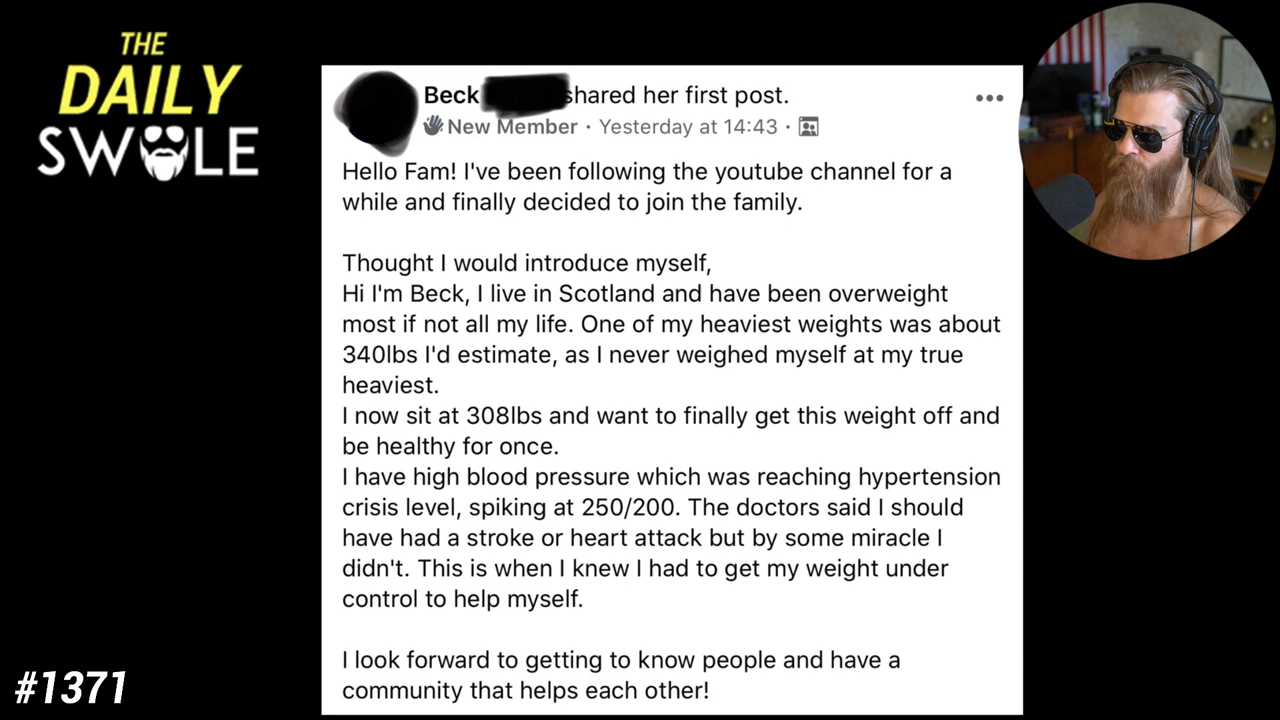 THE
DAILY
SWOLE
Beck shared her first post.
New Member · Yesterday at 14:43 ·
Hello Fam! I've been following the youtube channel for a
while and finally decided to join the family.
Thought I would introduce myself,
Hi I'm Beck, I live in Scotland and have been overweight
most if not all my life. One of my heaviest weights was about
340lbs I'd estimate, as I never weighed myself at my true
heaviest.
I now sit at 308lbs and want to finally get this weight off and
be healthy for once.
I have high blood pressure which was reaching hypertension
crisis level, spiking at 250/200. The doctors said I should
have had a stroke or heart attack but by some miracle I
didn't. This is when I knew I had to get my weight under
control to help myself.
I look forward to getting to know people and have a
community that helps each other!
#1371